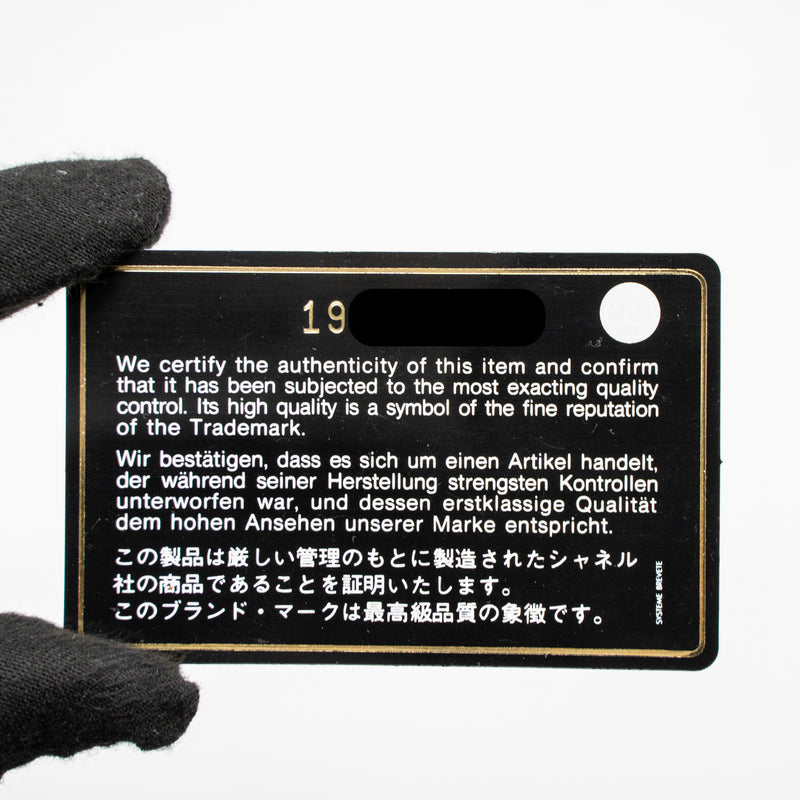 19
We certify the authenticity of this item and confirm
that it has been subjected to the most exacting quality
control. Its high quality is a symbol of the fine reputation
of the Trademark.
Wir bestätigen, dass es sich um einen Artikel handelt,
der während seiner Herstellung strengsten Kontrollen
unterworfen war, und dessen erstklassige Qualität
dem hohen Ansehen unserer Marke entspricht.
この製品は厳しい管理のもとに製造されたシャネル
社の商品であることを証明いたします。
このブランド・マークは最高級品質の象徴です。
SYSTEME BREVETE